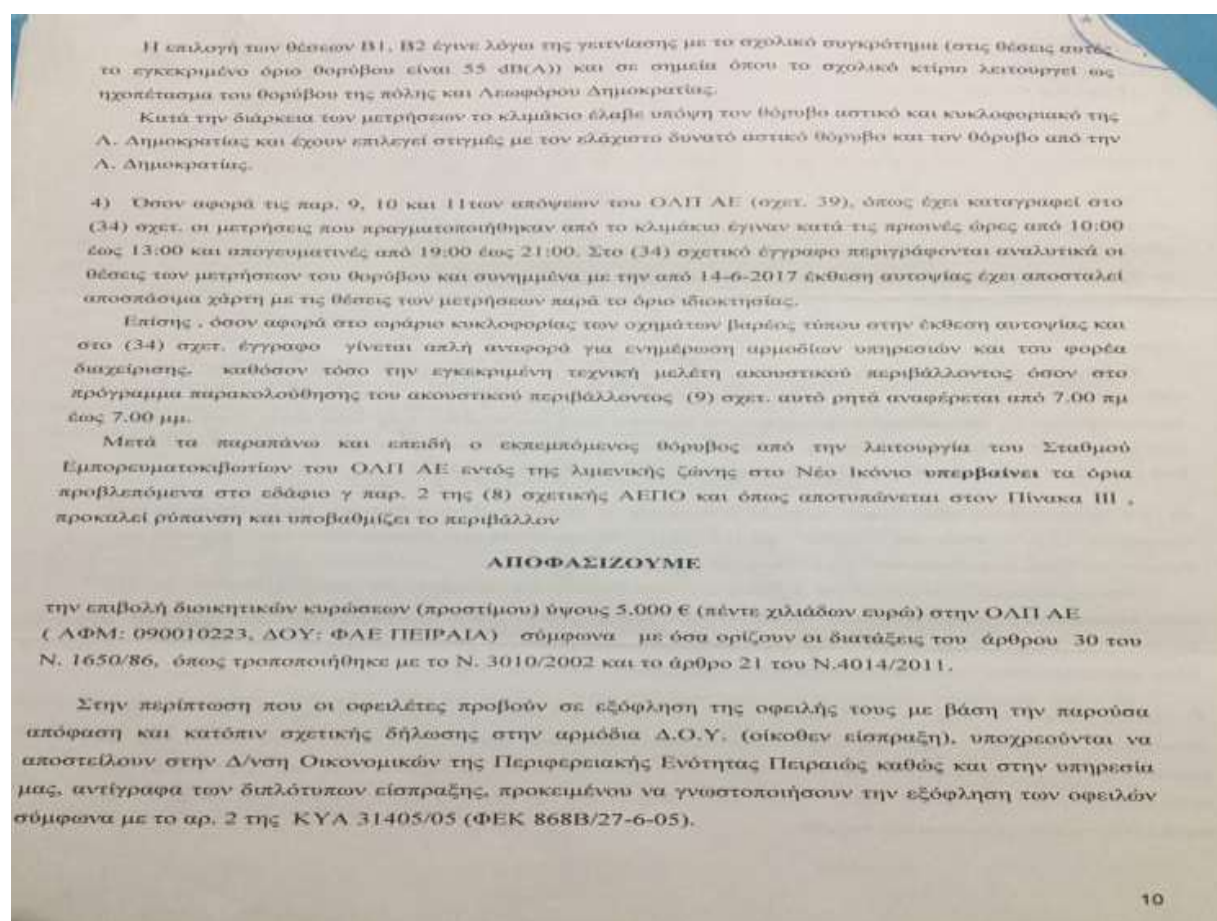 Η επιλογή των θέσεων Β1, Β2 έγινε λόγω της γειτνίασης με το σχολικό συγκρότημα (στις θέσεις αυτές
το εγκεκριμένο όριο θορύβου είναι 55 dB(A)) και σε σημεία όπου το σχολικό κτίριο λειτουργεί ως
ηχοπέτασμα του θορύβου της πόλης και Λεωφόρου Δημοκρατίας.
Κατά την διάρκεια των μετρήσεων το κλιμάκιο έλαβε υπόψη τον θόρυβο αστικό και κυκλοφοριακό της
Λ. Δημοκρατίας και έχουν επιλεγεί στιγμές με τον ελάχιστο δυνατό αστικό θόρυβο και τον θόρυβο από την
Λ. Δημοκρατίας.
4) Όσον αφορά τις παρ. 9, 10 και 11των απόψεων του ΟΛΠ ΑΕ (σχετ. 39), όπως έχει καταγραφεί στο
(34) σχετ. οι μετρήσεις που πραγματοποιήθηκαν από το κλιμάκιο έγιναν κατά τις πρωινές ώρες από 10:00
έως 13:00 και απογευματινές από 19:00 έως 21:00. Στο (34) σχετικό έγγραφο περιγράφονται αναλυτικά οι
θέσεις των μετρήσεων του θορύβου και συνημμένα με την από 14-6-2017 έκθεση αυτοψίας έχει αποσταλεί
αποσπάσιμα χάρτη με τις θέσεις των μετρήσεων παρά το όριο ιδιοκτησίας.
Επίσης , όσον αφορά στο ωράριο κυκλοφορίας των οχημάτων βαρέος τύπου στην έκθεση αυτοψίας και
στο (34) σχετ. έγγραφο γίνεται απλή αναφορά για ενημέρωση αρμοδίων υπηρεσιών και του φορέα
διαχείρισης, καθόσον τόσο την εγκεκριμένη τεχνική μελέτη ακουστικού περιβάλλοντος όσον στο
πρόγραμμα παρακολούθησης του ακουστικού περιβάλλοντος (9) σχετ. αυτό ρητά αναφέρεται από 7.00 πμ
έως 7.00 μμ.
Μετά τα παραπάνω και επειδή ο εκπεμπόμενος θόρυβος από την λειτουργία του Σταθμού
Εμπορευματοκιβωτίων του ΟΛΠ ΑΕ εντός της λιμενικής ζώνης στο Νέο Ικόνιο υπερβαίνει τα όρια
προβλεπόμενα στο εδάφιο γ παρ. 2 της (8) σχετικής ΑΕΠΟ και όπως αποτυπώνεται στον Πίνακα ΙΙΙ ,
προκαλεί ρύπανση και υποβαθμίζει το περιβάλλον
ΑΠΟΦΑΣΙΖΟΥΜΕ
την επιβολή διοικητικών κυρώσεων (προστίμου) ύψους 5.000 € (πέντε χιλιάδων ευρώ) στην ΟΛΠ ΑΕ
( ΑΦΜ: 090010223, ΔΟΥ: ΦΑΕ ΠΕΙΡΑΙΑ) σύμφωνα με όσα ορίζουν οι διατάξεις του άρθρου 30 του
Ν. 1650/86, όπως τροποποιήθηκε με το Ν. 3010/2002 και το άρθρο 21 του Ν.4014/2011.
Στην περίπτωση που οι οφειλέτες προβούν σε εξόφληση της οφειλής τους με βάση την παρούσα
απόφαση και κατόπιν σχετικής δήλωσης στην αρμόδια Δ.Ο.Υ. (οίκοθεν είσπραξη), υποχρεούνται να
αποστείλουν στην Δ/νση Οικονομικών της Περιφερειακής Ενότητας Πειραιώς καθώς και στην υπηρεσία
μας, αντίγραφα των διπλότυπων είσπραξης, προκειμένου να γνωστοποιήσουν την εξόφληση των οφειλών
σύμφωνα με το αρ. 2 της ΚΥΑ 31405/05 (ΦΕΚ 868Β/27-6-05).
10